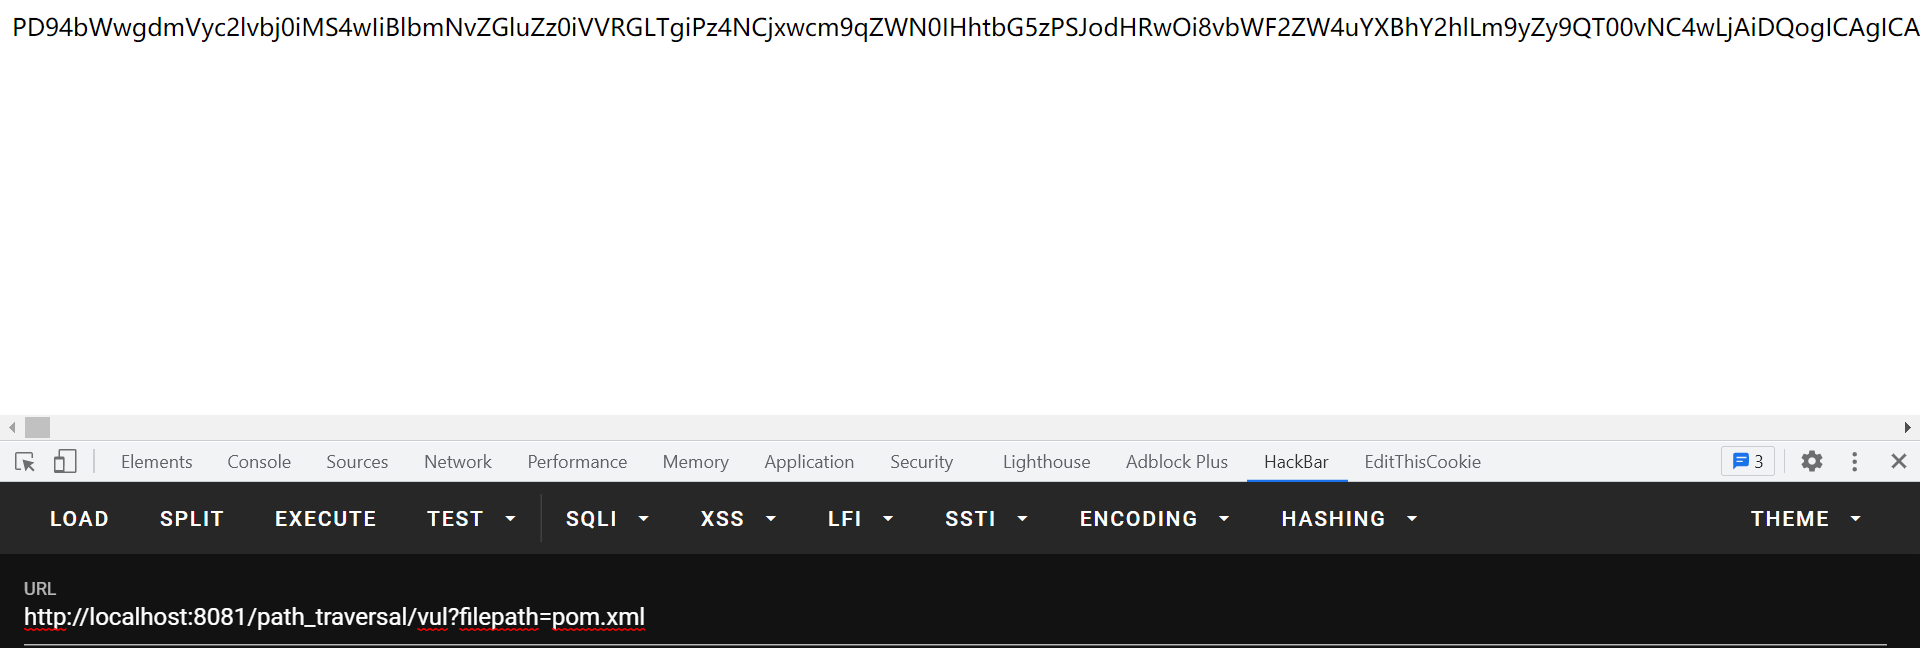 PD94bWwgdmVyc2lvbj0iMS4wIiBlbmNvZGluZz0iVVRGLTgiPz4NCjxwcm9qZWN0IHhtbG5zPSJodHRwOi8vbWF2ZW4uYXBhY2hlLm9yZy9QT00vNC4wLjAiDQogICAgICA
Elements Console Sources Network Performance Memory Application Security Lighthouse Adblock Plus HackBar EditThisCookie 3
LOAD SPLIT EXECUTE TEST SQLI XSS LFI SSTI ENCODING HASHING THEME
URL
http://localhost:8081/path_traversal/vul?filepath=pom.xml